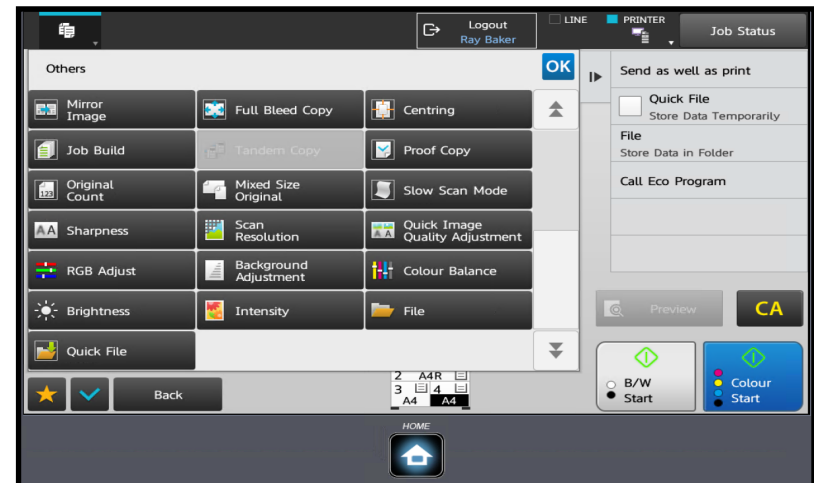 Logout
Ray Baker
LINE
PRINTER
Job Status
Others
OK
Send as well as print
Quick File
Store Data Temporarily
File
Store Data in Folder
Call Eco Program
Mirror
Image
Full Bleed Copy
Centring
Job Build
Tandem Copy
Proof Copy
123
Original
Count
Mixed Size
Original
Slow Scan Mode
AA
Sharpness
Scan
Resolution
AA
Quick Image
Quality Adjustment
RGB Adjust
Background
Adjustment
Colour Balance
Brightness
Intensity
File
Quick File
Preview
CA
Back
2 A4R
3 4
A4 A4
B/W
Start
Colour
Start
HOME